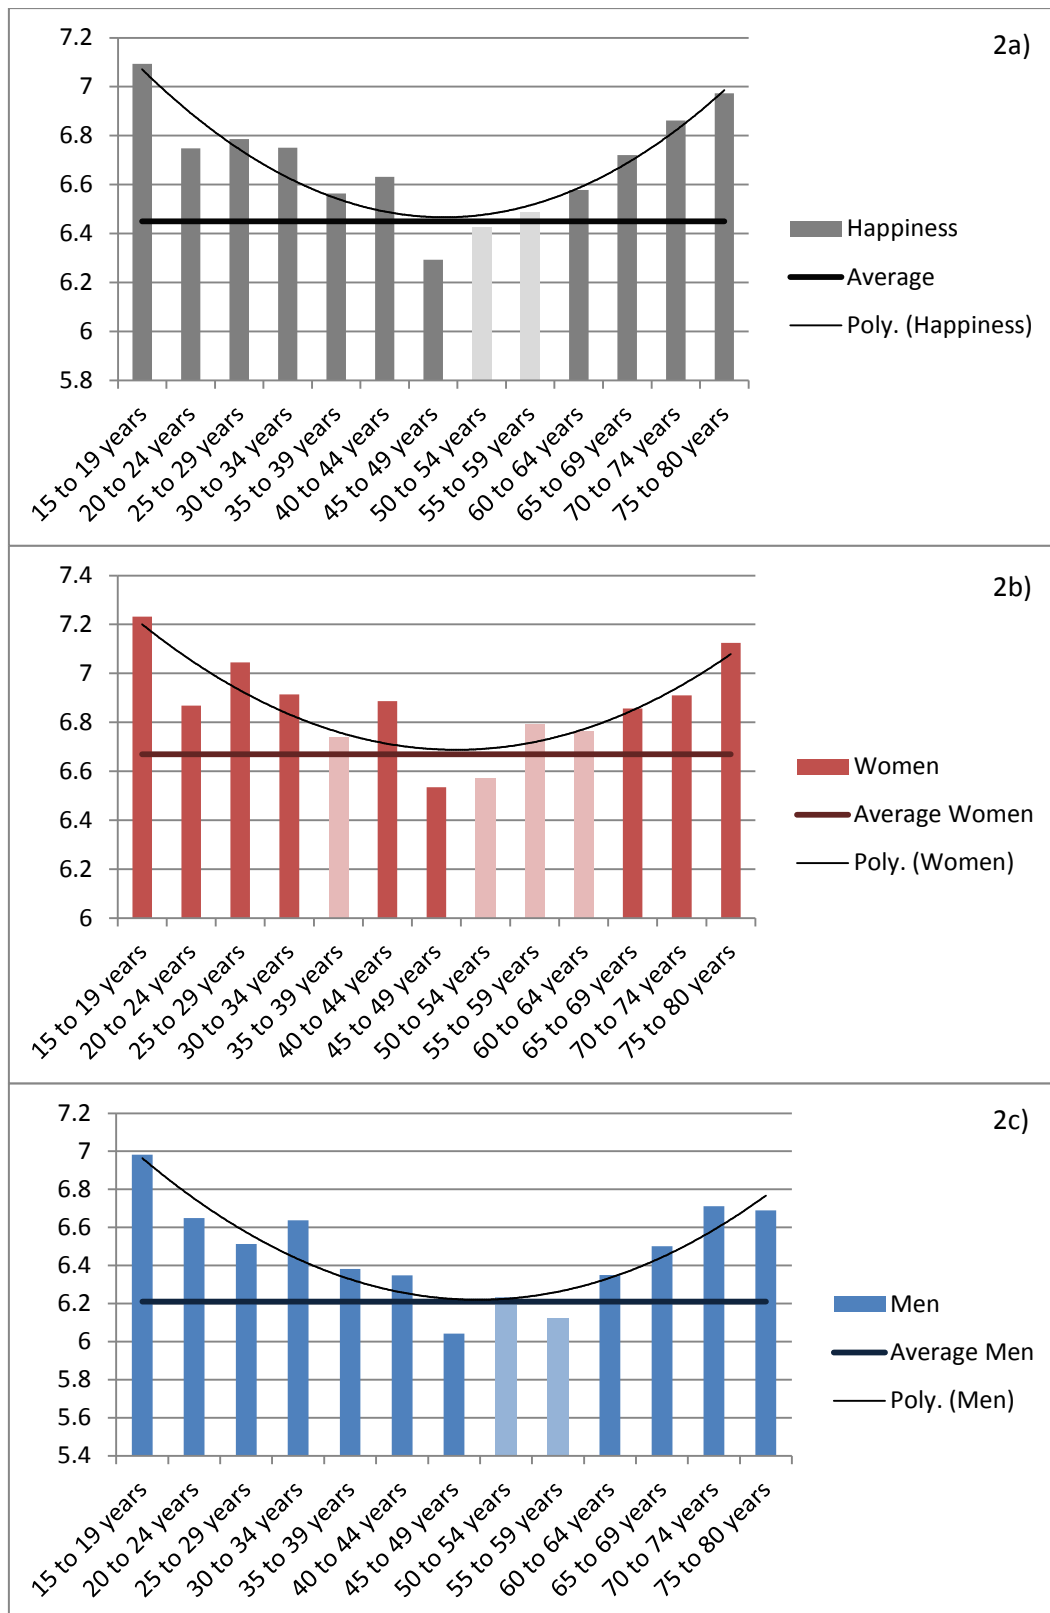 2a)
7.2
7
6.8
6.6
6.4
6.2
6
5.8
Happiness
Average
Poly. (Happiness)
15 to 19 years
20 to 24 years
25 to 29 years
30 to 34 years
35 to 39 years
40 to 44 years
45 to 49 years
50 to 54 years
55 to 59 years
60 to 64 years
65 to 69 years
70 to 74 years
75 to 80 years
2b)
7.4
7.2
7
6.8
6.6
6.4
6.2
6
Women
Average Women
Poly. (Women)
15 to 19 years
20 to 24 years
25 to 29 years
30 to 34 years
35 to 39 years
40 to 44 years
45 to 49 years
50 to 54 years
55 to 59 years
60 to 64 years
65 to 69 years
70 to 74 years
75 to 80 years
2c)
7.2
7
6.8
6.6
6.4
6.2
6
5.8
5.6
5.4
Men
Average Men
Poly. (Men)
15 to 19 years
20 to 24 years
25 to 29 years
30 to 34 years
35 to 39 years
40 to 44 years
45 to 49 years
50 to 54 years
55 to 59 years
60 to 64 years
65 to 69 years
70 to 74 years
75 to 80 years